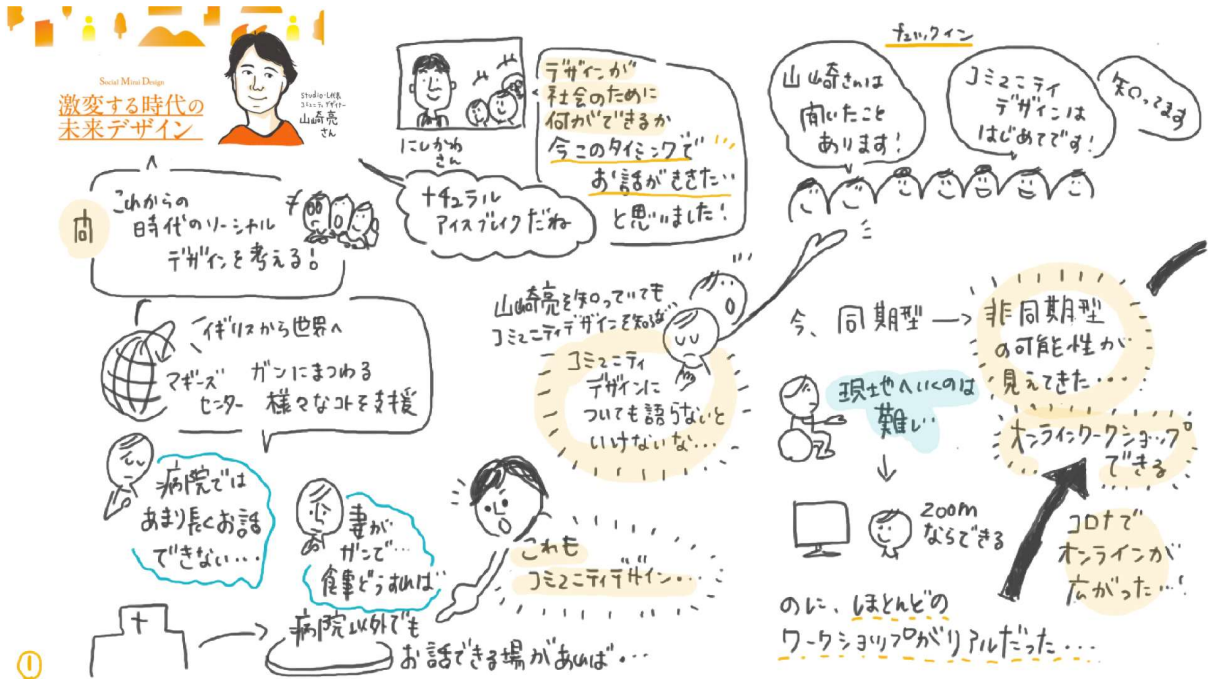 Social Mirai Design
激変する時代の
未来デザイン
studio-L代表
コミュニティデザイナー
山崎亮
さん
問
これからの
時代のソーシャル
デザインを考える!
にしかわ
さん
デザインが
社会のために
何ができるか
今このタイミングで
お話がききたい
と思いました!
ナチュラル
アイスブレイクだね
チェックイン
山崎さんは
聞いたこと
あります!
コミュニティ
デザインは
はじめてです!
知ってます
イギリスから世界へ
マギーズ
センター
ガンにまつわる
様々なコトを支援
病院では
あまり長くお話
できない…
妻が
ガンで…
食事どうすれば
病院以外でも
お話できる場があれば…
山崎亮を知っていても
コミュニティデザインを知らない
コミュニティ
デザインに
ついても語らないと
いけないな…
これも
コミュニティデザイン…
今、同期型→
非同期型
の可能性が
見えてきた…
現地へいくのは
難しい
オンラインワークショップ
できる
zoom
ならできる
コロナで
オンラインが
広がった…!
のに、ほとんどの
ワークショップがリアルだった…
①